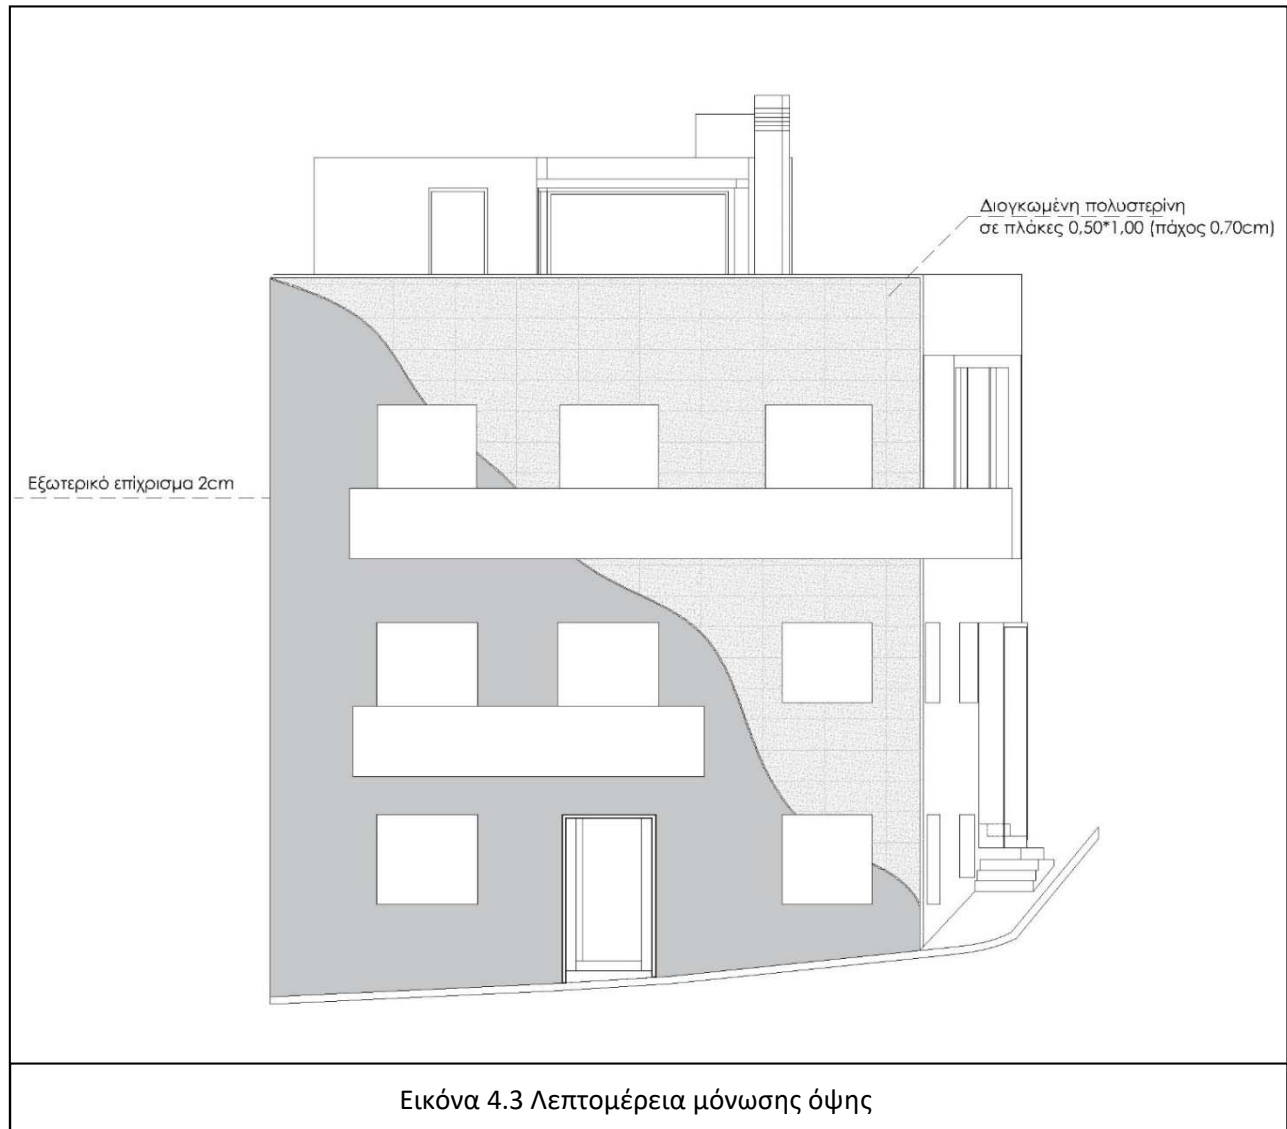 Διογκωμένη πολυστερίνη
σε πλάκες 0,50*1,00 (πάχος 0,70cm)
Εξωτερικό επίχρισμα 2cm
Εικόνα 4.3 Λεπτομέρεια μόνωσης όψης